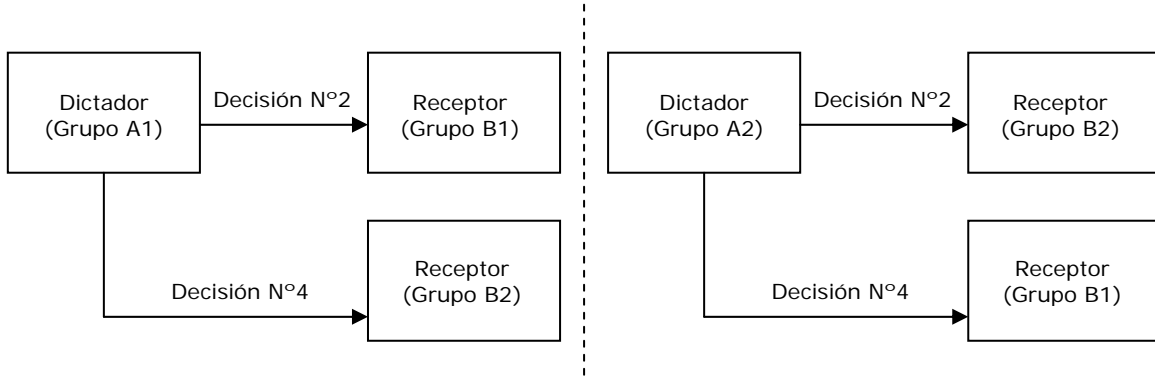 Dictador
(Grupo A1)
Decisión Nº2
Receptor
(Grupo B1)
Decisión Nº4
Receptor
(Grupo B2)
Dictador
(Grupo A2)
Decisión Nº2
Receptor
(Grupo B2)
Decisión Nº4
Receptor
(Grupo B1)